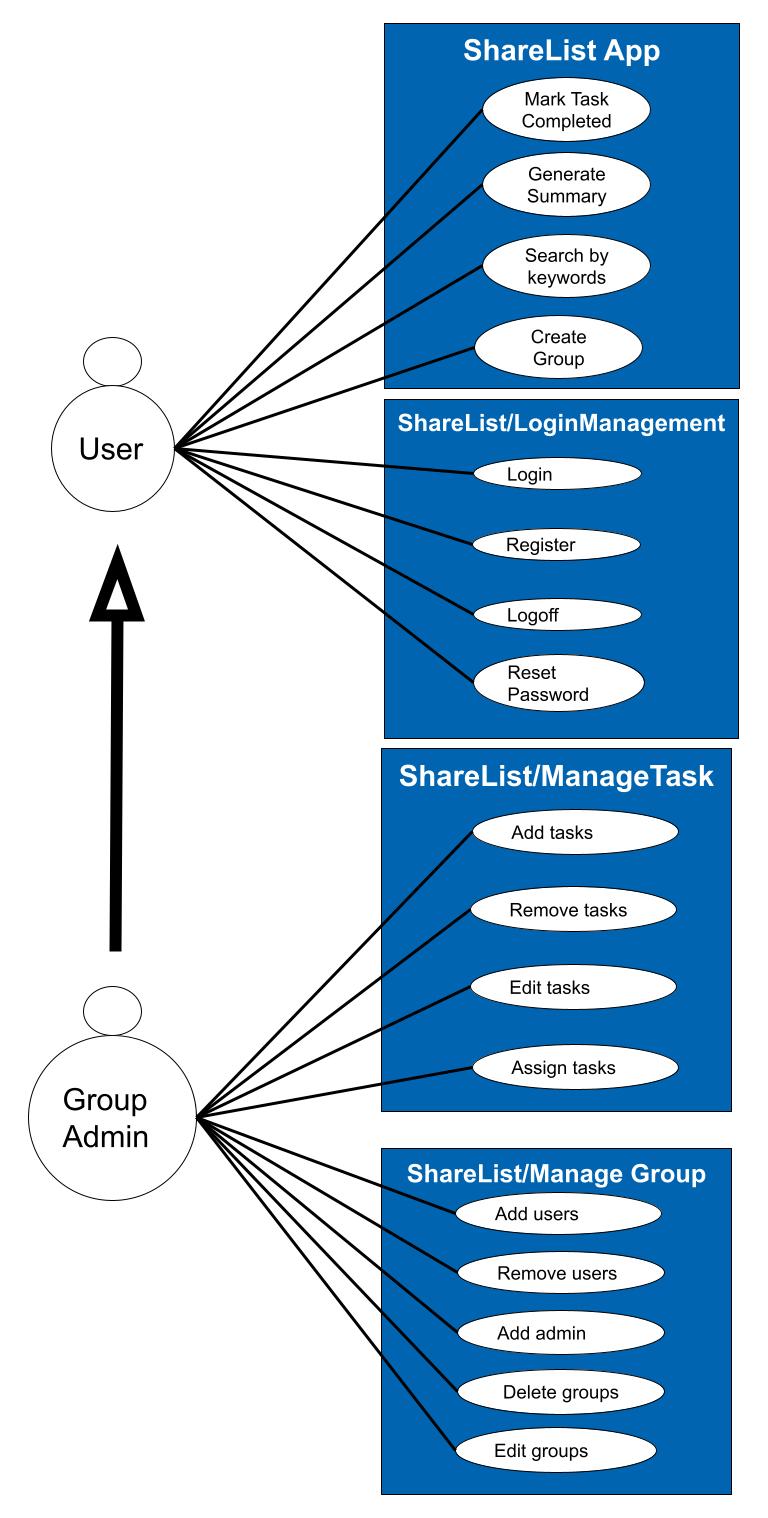 ShareList App
Mark Task
Completed
Generate
Summary
Search by
keywords
Create
Group
User
ShareList/LoginManagement
Login
Register
Logoff
Reset
Password
ShareList/ManageTask
Add tasks
Remove tasks
Edit tasks
Assign tasks
Group
Admin
ShareList/Manage Group
Add users
Remove users
Add admin
Delete groups
Edit groups